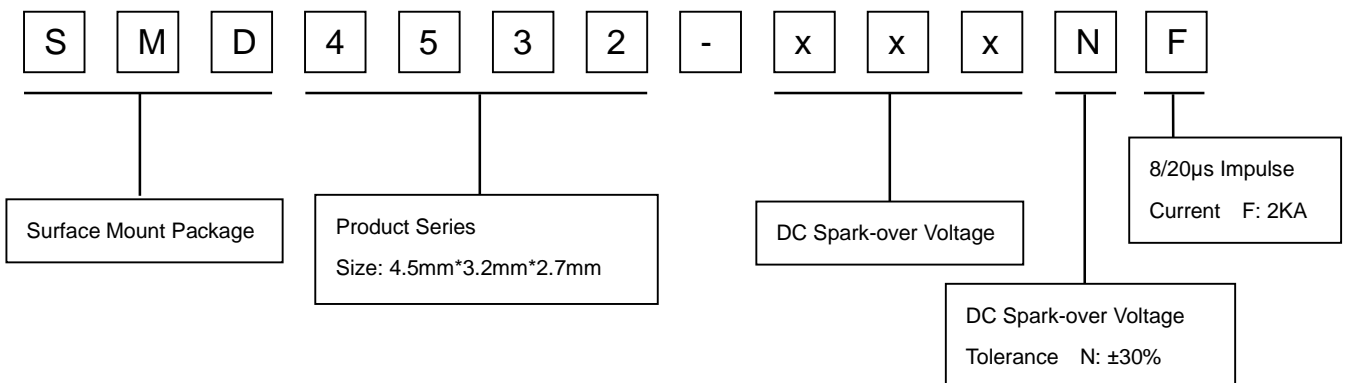 S M D 4 5 3 2 - x x x N F
8/20µs Impulse
Current F: 2KA
Surface Mount Package
Product Series
Size: 4.5mm*3.2mm*2.7mm
DC Spark-over Voltage
DC Spark-over Voltage
Tolerance N: ±30%